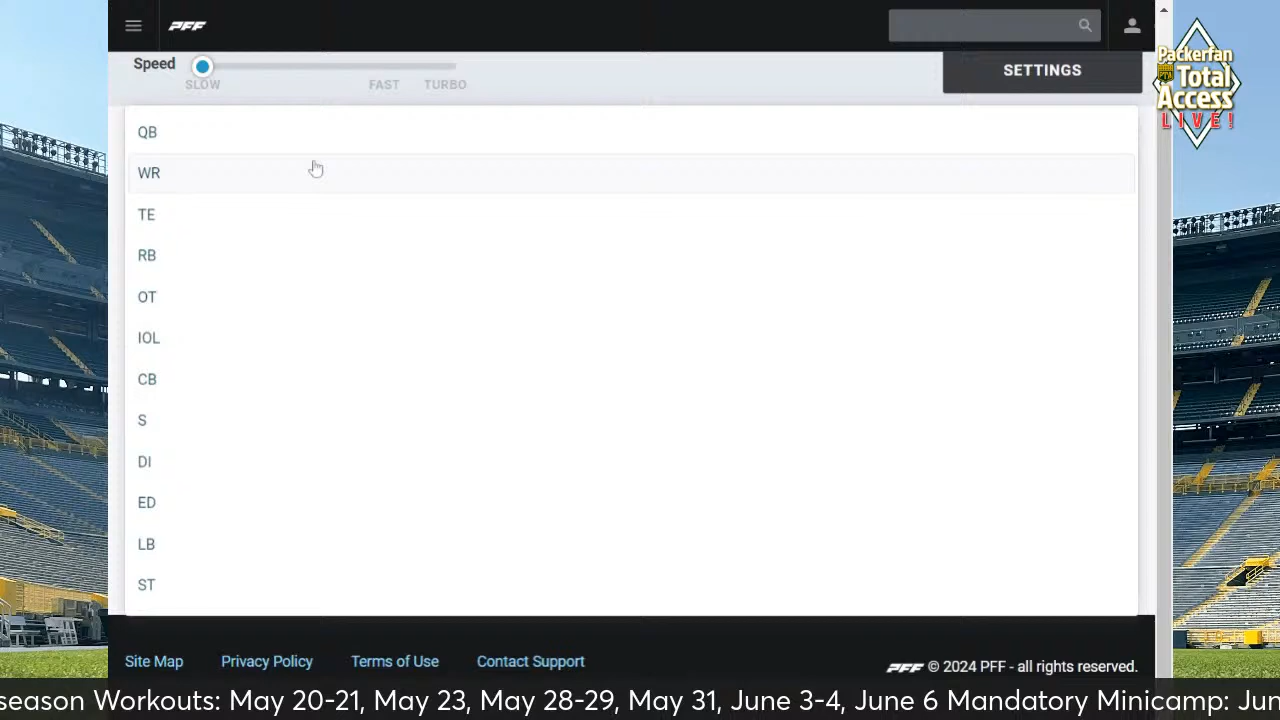 PFF
Speed
SLOW
FAST
TURBO
SETTINGS
Packerfan
PTA
Total
Access
LIVE!
QB
WR
TE
RB
OT
IOL
CB
S
DI
ED
LB
ST
Site Map
Privacy Policy
Terms of Use
Contact Support
PFF © 2024 PFF - all rights reserved.
season Workouts: May 20-21, May 23, May 28-29, May 31, June 3-4, June 6 Mandatory Minicamp: Jun